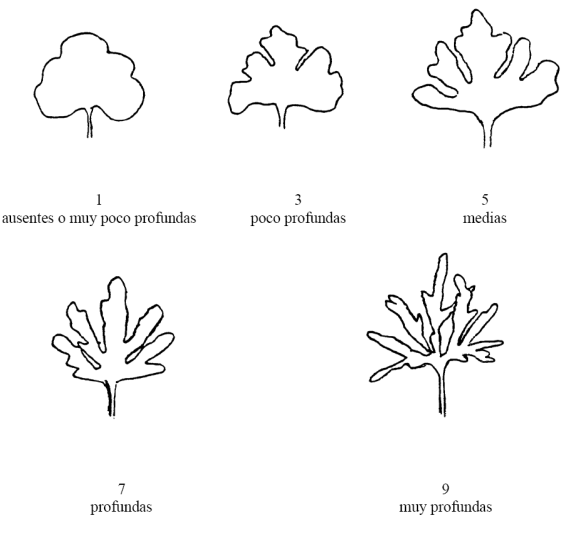 1
ausentes o muy poco profundas
3
poco profundas
5
medias
7
profundas
9
muy profundas